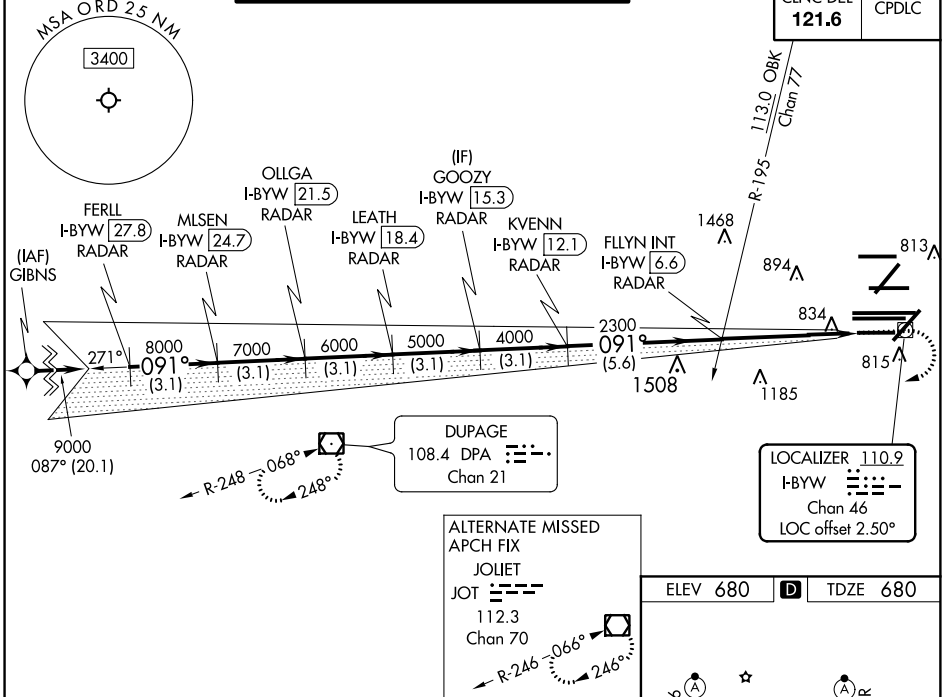 MSA ORD 25 NM
3400
121.6
CPDLC
113.0 OBK
Chan 77
R-195
(IAF)
GIBNS
FERLL
I-BYW 27.8
RADAR
MLSEN
I-BYW 24.7
RADAR
OLLGA
I-BYW 21.5
RADAR
LEATH
I-BYW 18.4
RADAR
(IF)
GOOZY
I-BYW 15.3
RADAR
KVENN
I-BYW 12.1
RADAR
FLLYN INT
I-BYW 6.6
RADAR
1468
894
813
834
815
1508
1185
271°
8000
091°
(3.1)
7000
(3.1)
6000
(3.1)
5000
(3.1)
4000
(3.1)
2300
091°
(5.6)
9000
087° (20.1)
R-248
068°
248°
DUPAGE
108.4 DPA
Chan 21
LOCALIZER 110.9
I-BYW
Chan 46
LOC offset 2.50°
ALTERNATE MISSED
APCH FIX
JOLIET
JOT
112.3
Chan 70
R-246
066°
246°
ELEV 680
D
TDZE 680
A
A